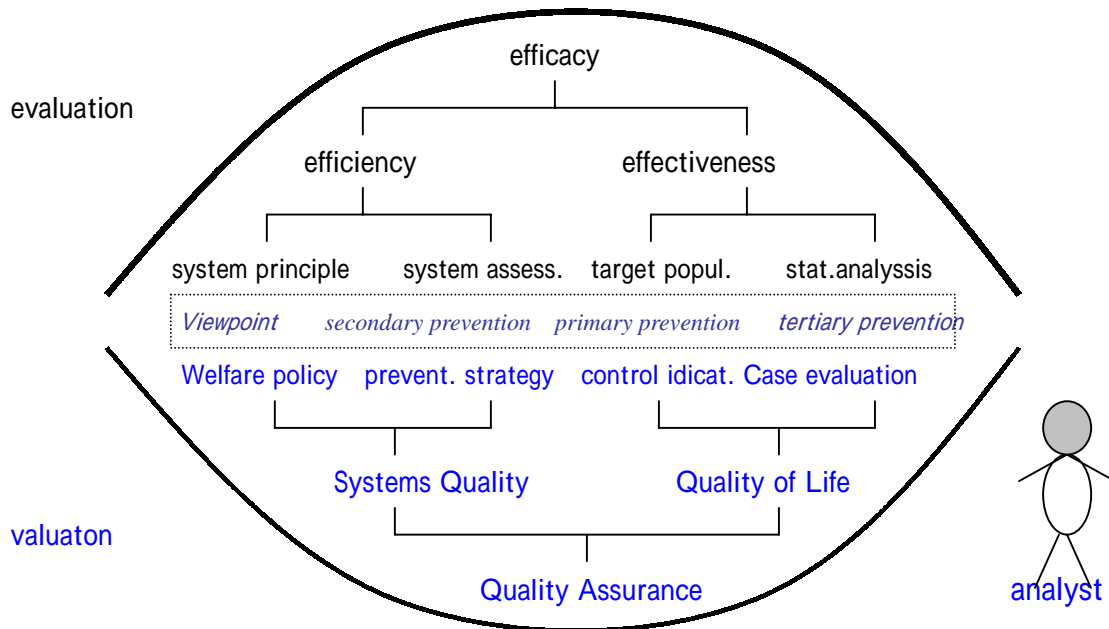 efficacy
evaluation
efficiency effectiveness
system principle system assess. target popul. stat.analyssis
Viewpoint secondary prevention primary prevention tertiary prevention
Welfare policy prevent. strategy control idicat. Case evaluation
Systems Quality Quality of Life
valuaton
Quality Assurance analyst